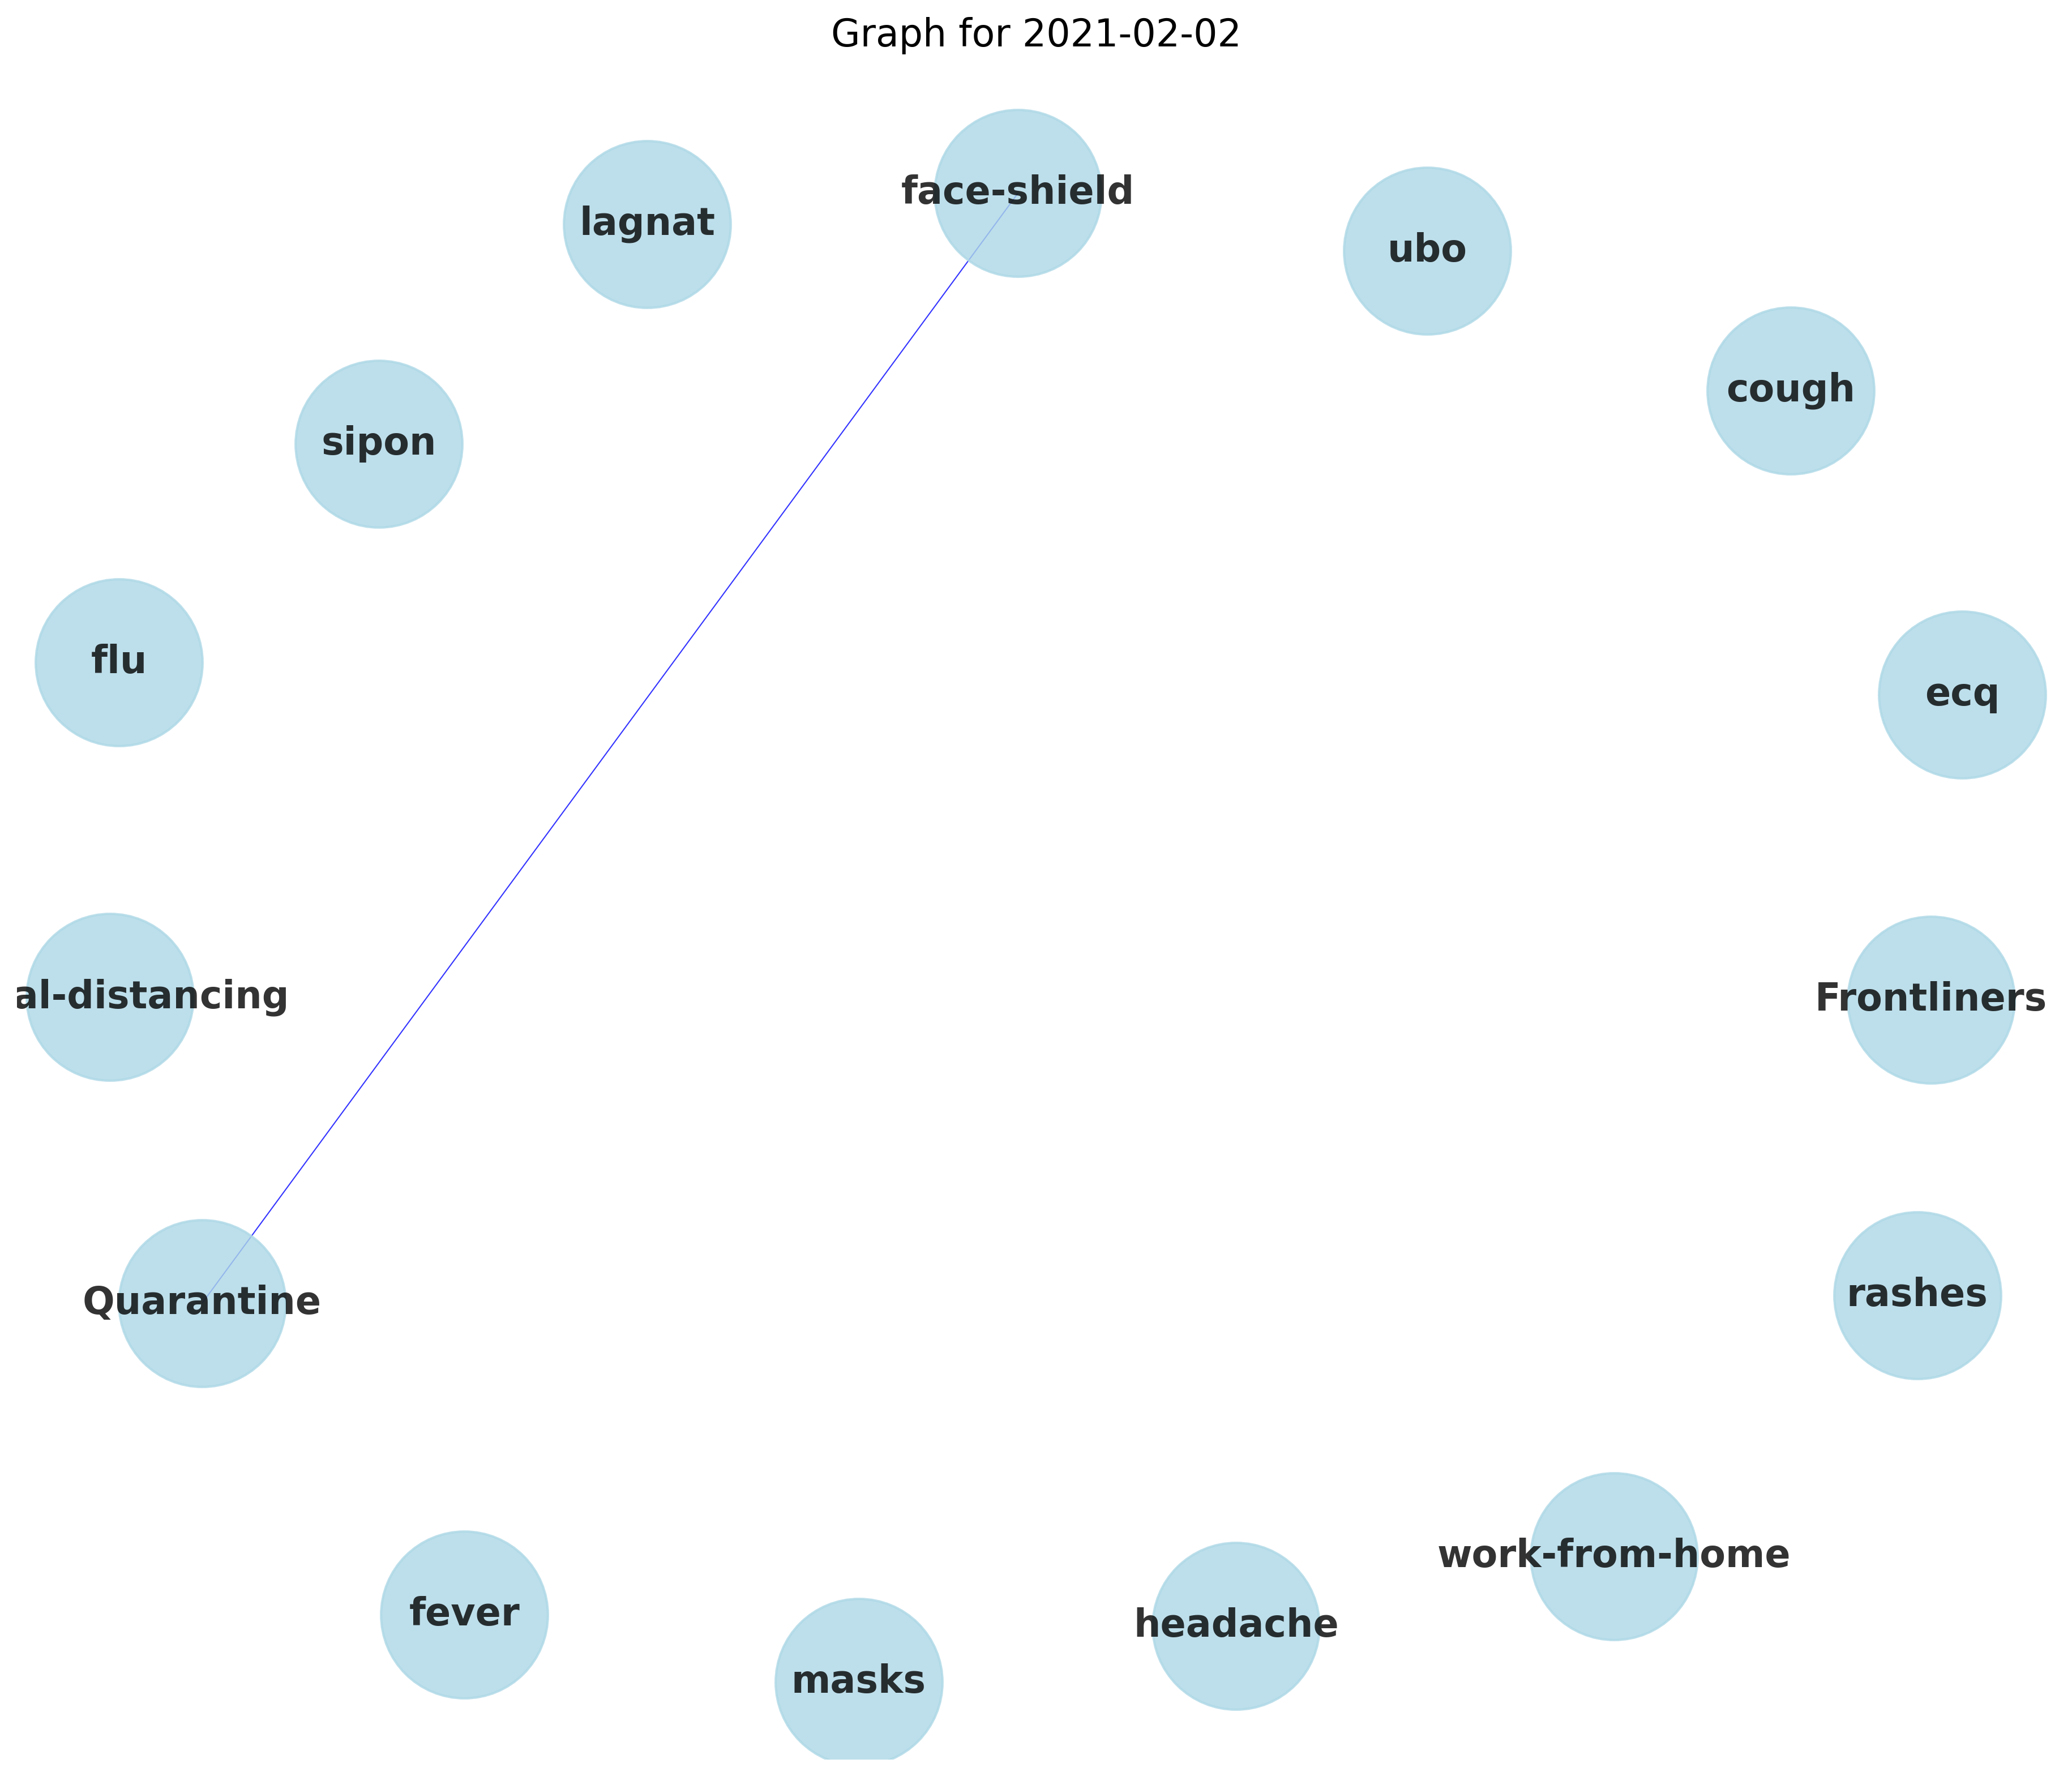 Graph for 2021-02-02
face-shield
lagnat
ubo
cough
sipon
flu
ecq
al-distancing
Frontliners
Quarantine
rashes
work-from-home
fever
headache
masks